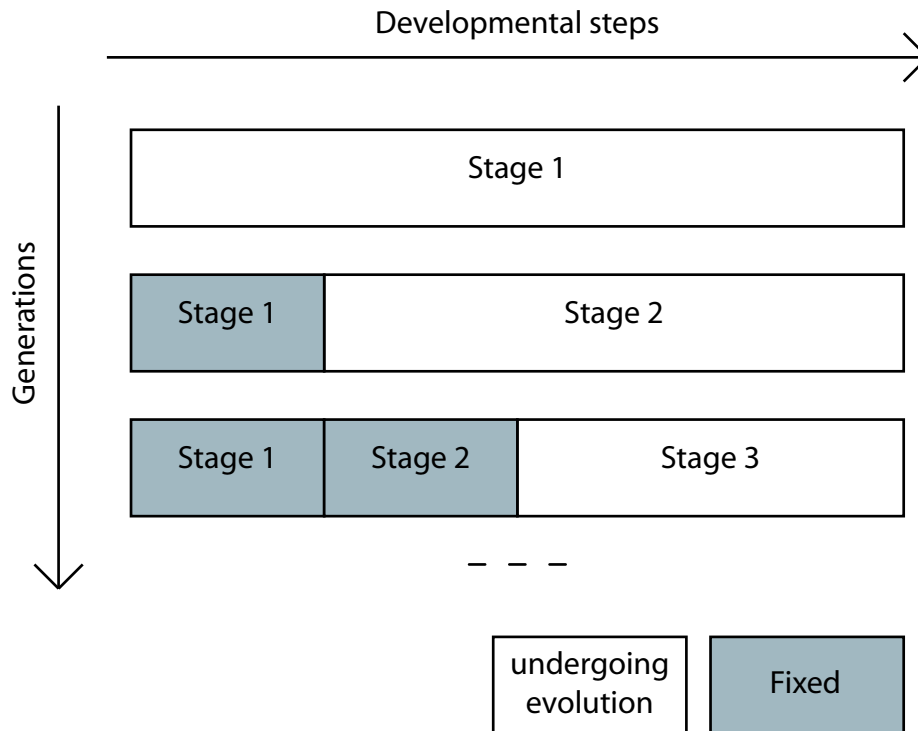 Developmental steps
Generations
Stage 1
Stage 1
Stage 2
Stage 1
Stage 2
Stage 3
undergoing
evolution
Fixed